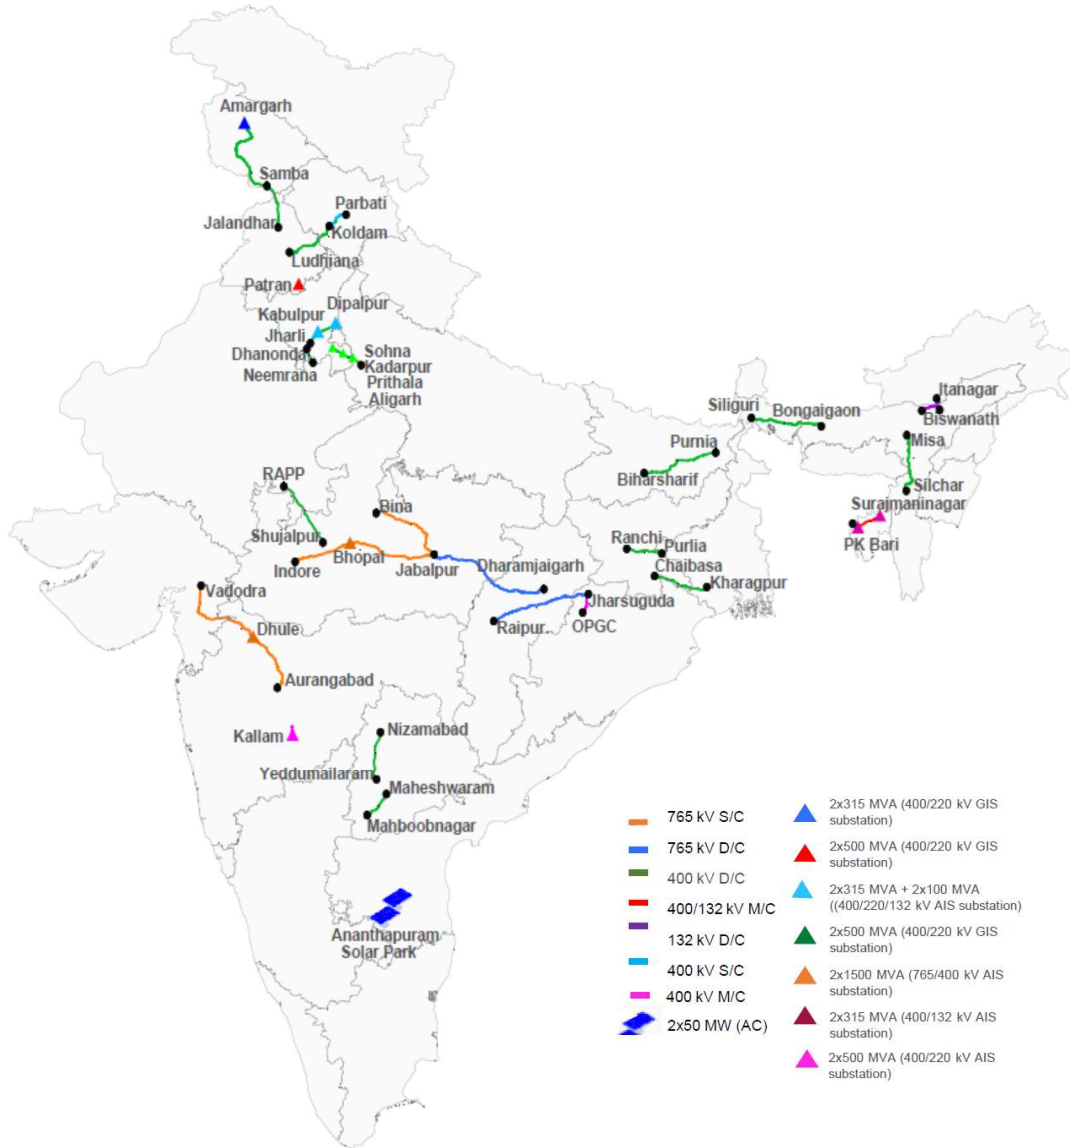 Amargarh
Samba
Parbati
Jalandhar
Koldam
Ludhiana
Patran
Dipalpur
Kabulpur
Jharli
Dhanonda
Sohna
Kadarpur
Neemrana
Prithala
Aligarh
Itanagar
Siliguri
Bongaigaon
Biswanath
Misa
Purnia
Biharsharif
RAPP
Silchar
Bina
Surajmaninagar
PK Bari
Shujalpur
Ranchi
Purlia
Bhopal
Indore
Jabalpur
Dharamjaigarh
Chaibasa
Kharagpur
Vadodra
Jharsuguda
Raipur.
OPGC
Dhule
Aurangabad
Kallam
Nizamabad
Yeddumailaram
Maheshwaram
Mahboobnagar
Ananthapuram
Solar Park
765 kV S/C
765 kV D/C
400 kV D/C
400/132 kV M/C
132 kV D/C
400 kV S/C
400 kV M/C
2x50 MW (AC)
2x315 MVA (400/220 kV GIS
substation)
2x500 MVA (400/220 kV GIS
substation)
2x315 MVA + 2x100 MVA
((400/220/132 kV AIS substation)
2x500 MVA (400/220 kV GIS
substation)
2x1500 MVA (765/400 kV AIS
substation)
2x315 MVA (400/132 kV AIS
substation)
2x500 MVA (400/220 kV AIS
substation)